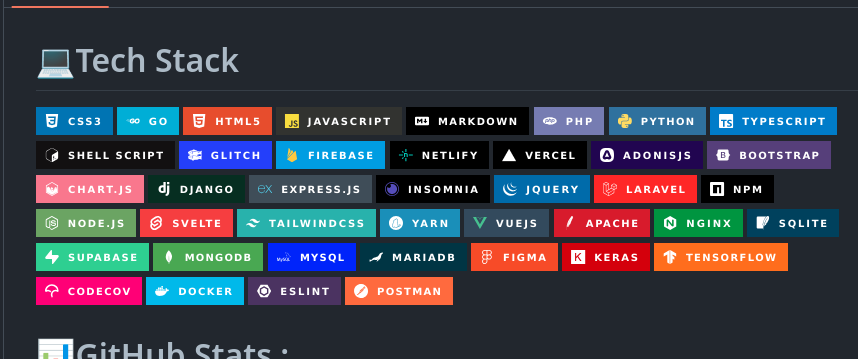 Tech Stack
CSS3 GO HTML5 JAVASCRIPT MARKDOWN PHP PYTHON TYPESCRIPT
SHELL SCRIPT GLITCH FIREBASE NETLIFY VERCEL ADONISJS BOOTSTRAP
CHART.JS DJANGO EXPRESS.JS INSOMNIA JQUERY LARAVEL NPM
NODE.JS SVELTE TAILWINDCSS YARN VUEJS APACHE NGINX SQLITE
SUPABASE MONGODB MYSQL MARIADB FIGMA KERAS TENSORFLOW
CODECOV DOCKER ESLINT POSTMAN
GitHub Stats :